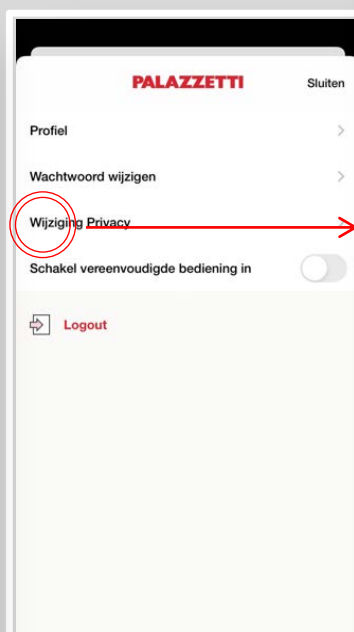 PALAZZETTI Sluiten
Profiel
Wachtwoord wijzigen
Wijziging Privacy
Schakel vereenvoudigde bediening in
Logout